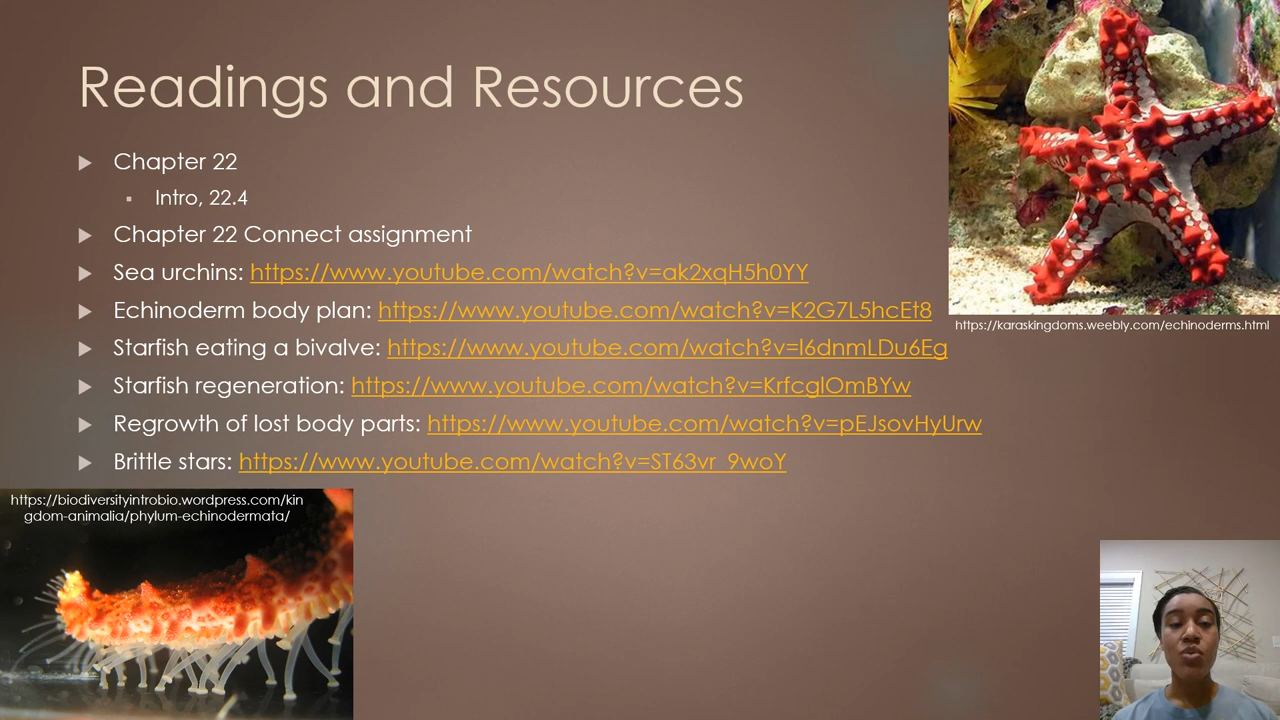 Readings and Resources
Chapter 22
Intro, 22.4
Chapter 22 Connect assignment
Sea urchins: https://www.youtube.com/watch?v=ak2xqH5h0YY
Echinoderm body plan: https://www.youtube.com/watch?v=K2G7L5hcEt8
Starfish eating a bivalve: https://www.youtube.com/watch?v=l6dnmLDu6Eg
Starfish regeneration: https://www.youtube.com/watch?v=KrfcglOmBYw
Regrowth of lost body parts: https://www.youtube.com/watch?v=pEJsovHyUrw
Brittle stars: https://www.youtube.com/watch?v=ST63vr_9woY
https://karaskingdoms.weebly.com/echinoderms.html
https://biodiversityintrobio.wordpress.com/kin
gdom-animalia/phylum-echinodermata/